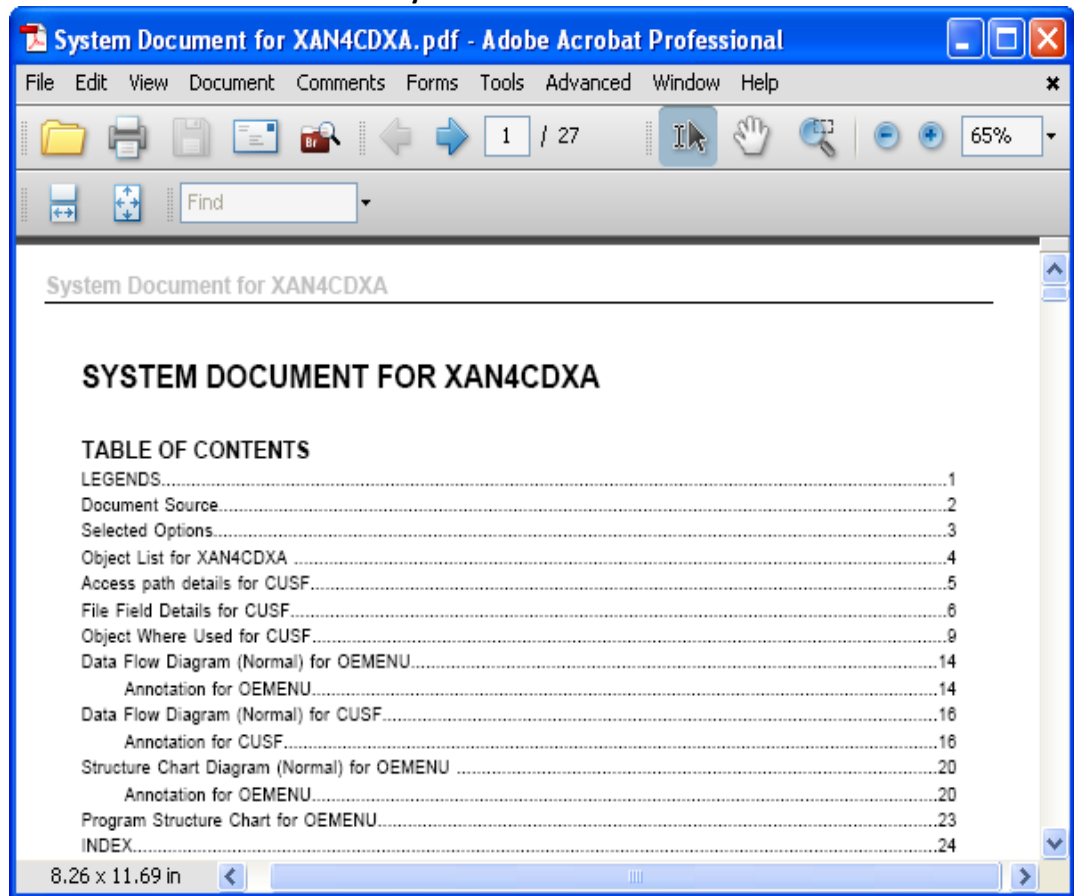 System Document for XAN4CDXA.pdf - Adobe Acrobat Professional
File Edit View Document Comments Forms Tools Advanced Window Help
Br 1 / 27 65%
Find
System Document for XAN4CDXA
SYSTEM DOCUMENT FOR XAN4CDXA
TABLE OF CONTENTS
LEGENDS....................1
Document Source....................2
Selected Options....................3
Object List for XAN4CDXA ....................4
Access path details for CUSF....................5
File Field Details for CUSF....................6
Object Where Used for CUSF....................9
Data Flow Diagram (Normal) for OEMENU....................14
Annotation for OEMENU....................14
Data Flow Diagram (Normal) for CUSF....................16
Annotation for CUSF....................16
Structure Chart Diagram (Normal) for OEMENU ....................20
Annotation for OEMENU....................20
Program Structure Chart for OEMENU....................23
INDEX....................24
8.26 x 11.69 in